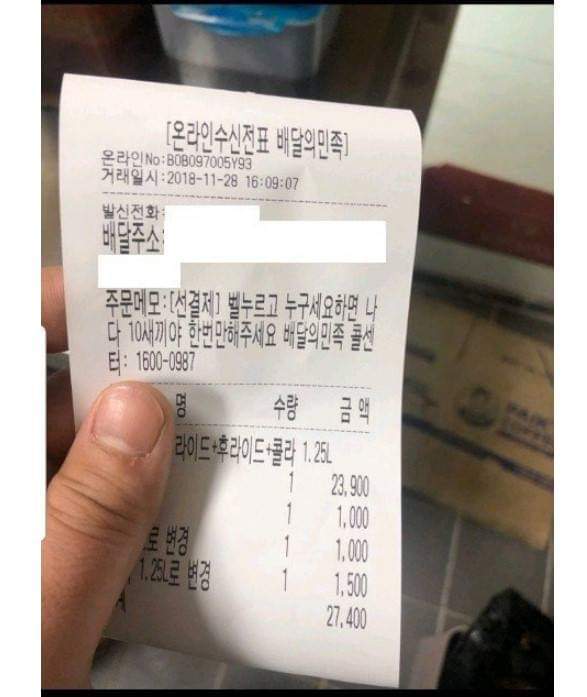 [온라인수신전표 배달의민족]
온라인No:B0B097005Y93
거래일시:2018-11-28 16:09:07
발신전화:
배달주소:
주문메모:[선결제] 벨누르고 누구세요하면 나
다 10새끼야 한번만해주세요 배달의민족 콜센
터: 1600-0987
명 수량 금액
라이드+후라이드+콜라 1.25L
1 23,900
1 1,000
로 변경 1 1,000
1.25L로 변경 1 1,500
27,400